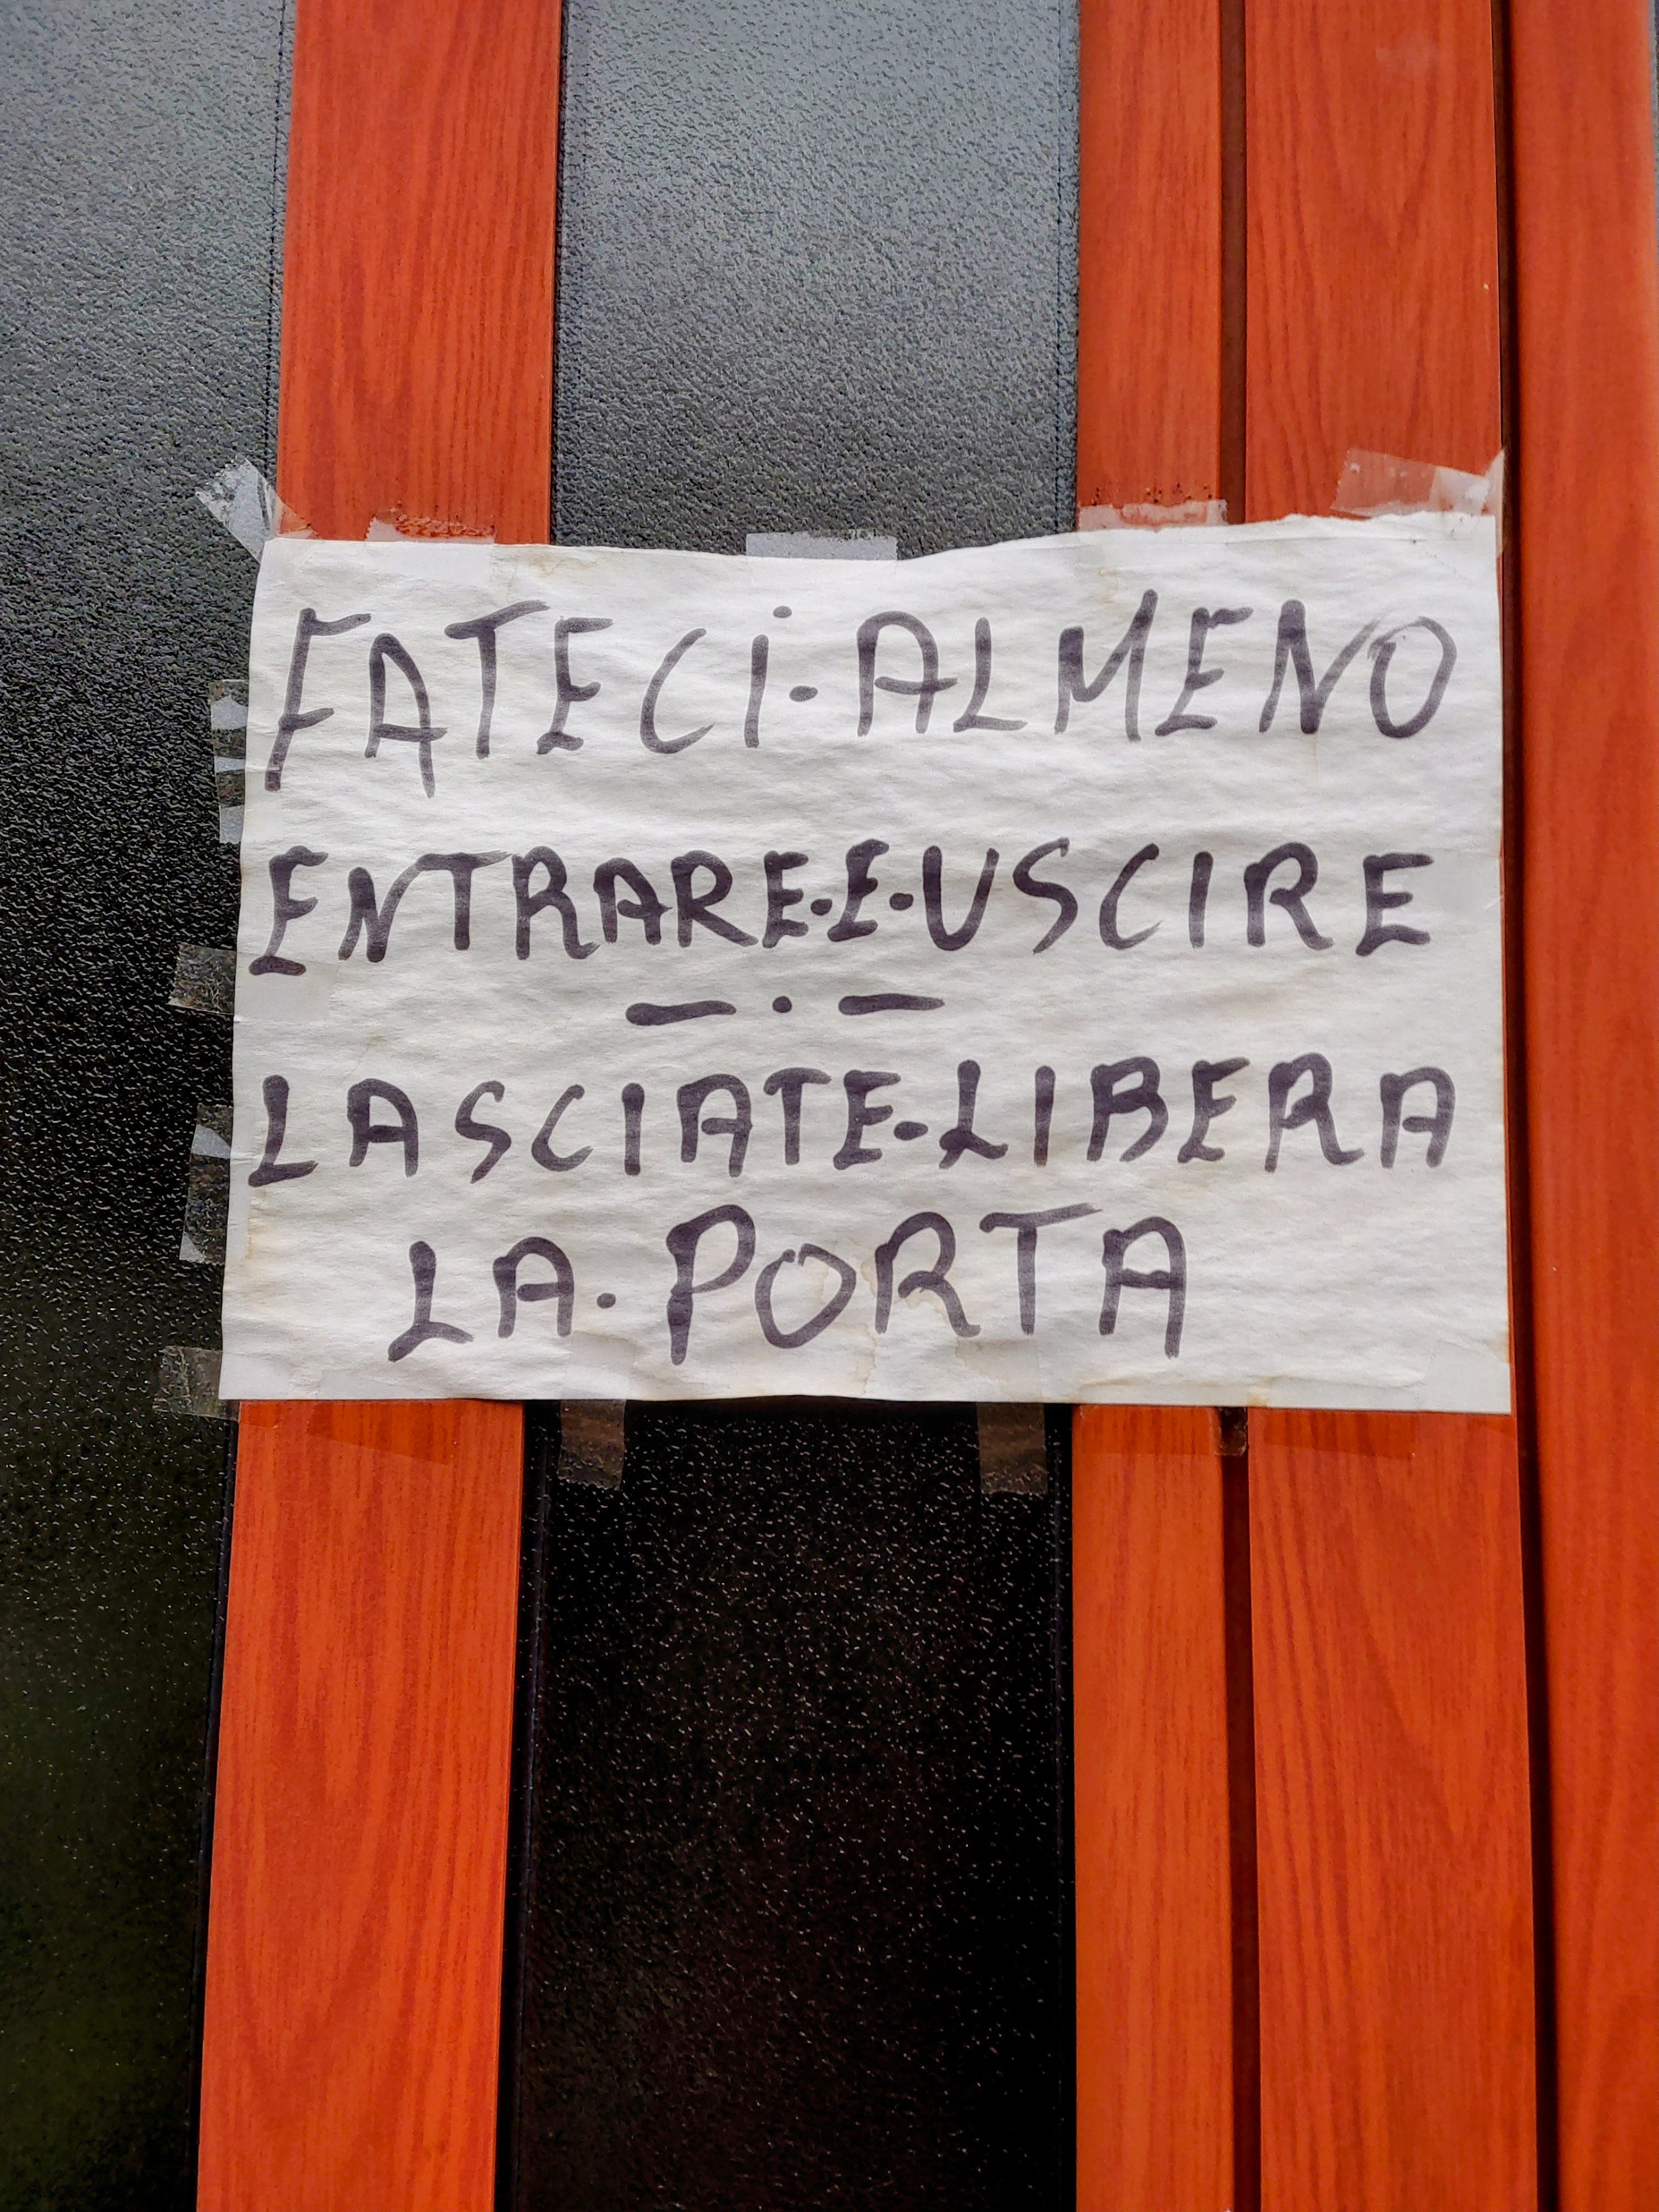 FATECI·ALMENO
ENTRARE·E·USCIRE
—·—
LASCIATE·LIBERA
LA·PORTA